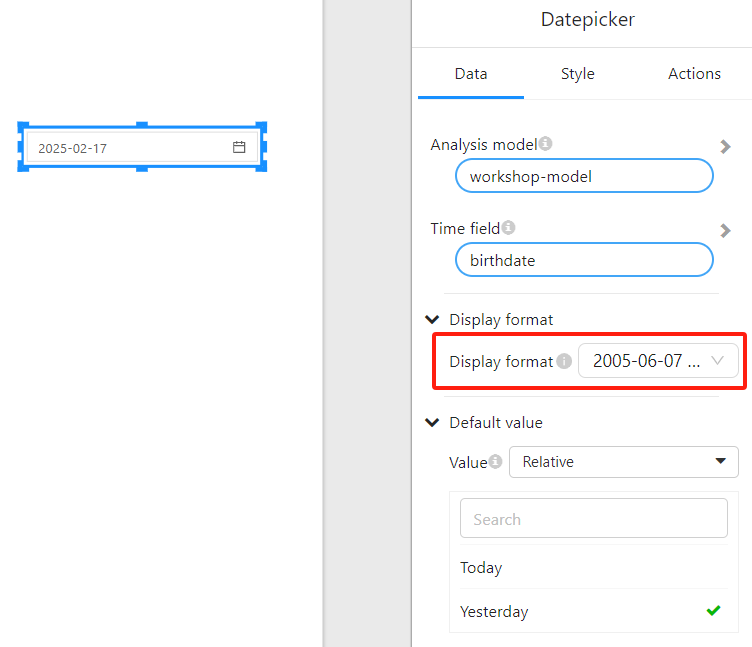 2025-02-17
Datepicker
Data Style Actions
Analysis model
workshop-model
Time field
birthdate
Display format
Display format 2005-06-07 ...
Default value
Value Relative
Search
Today
Yesterday